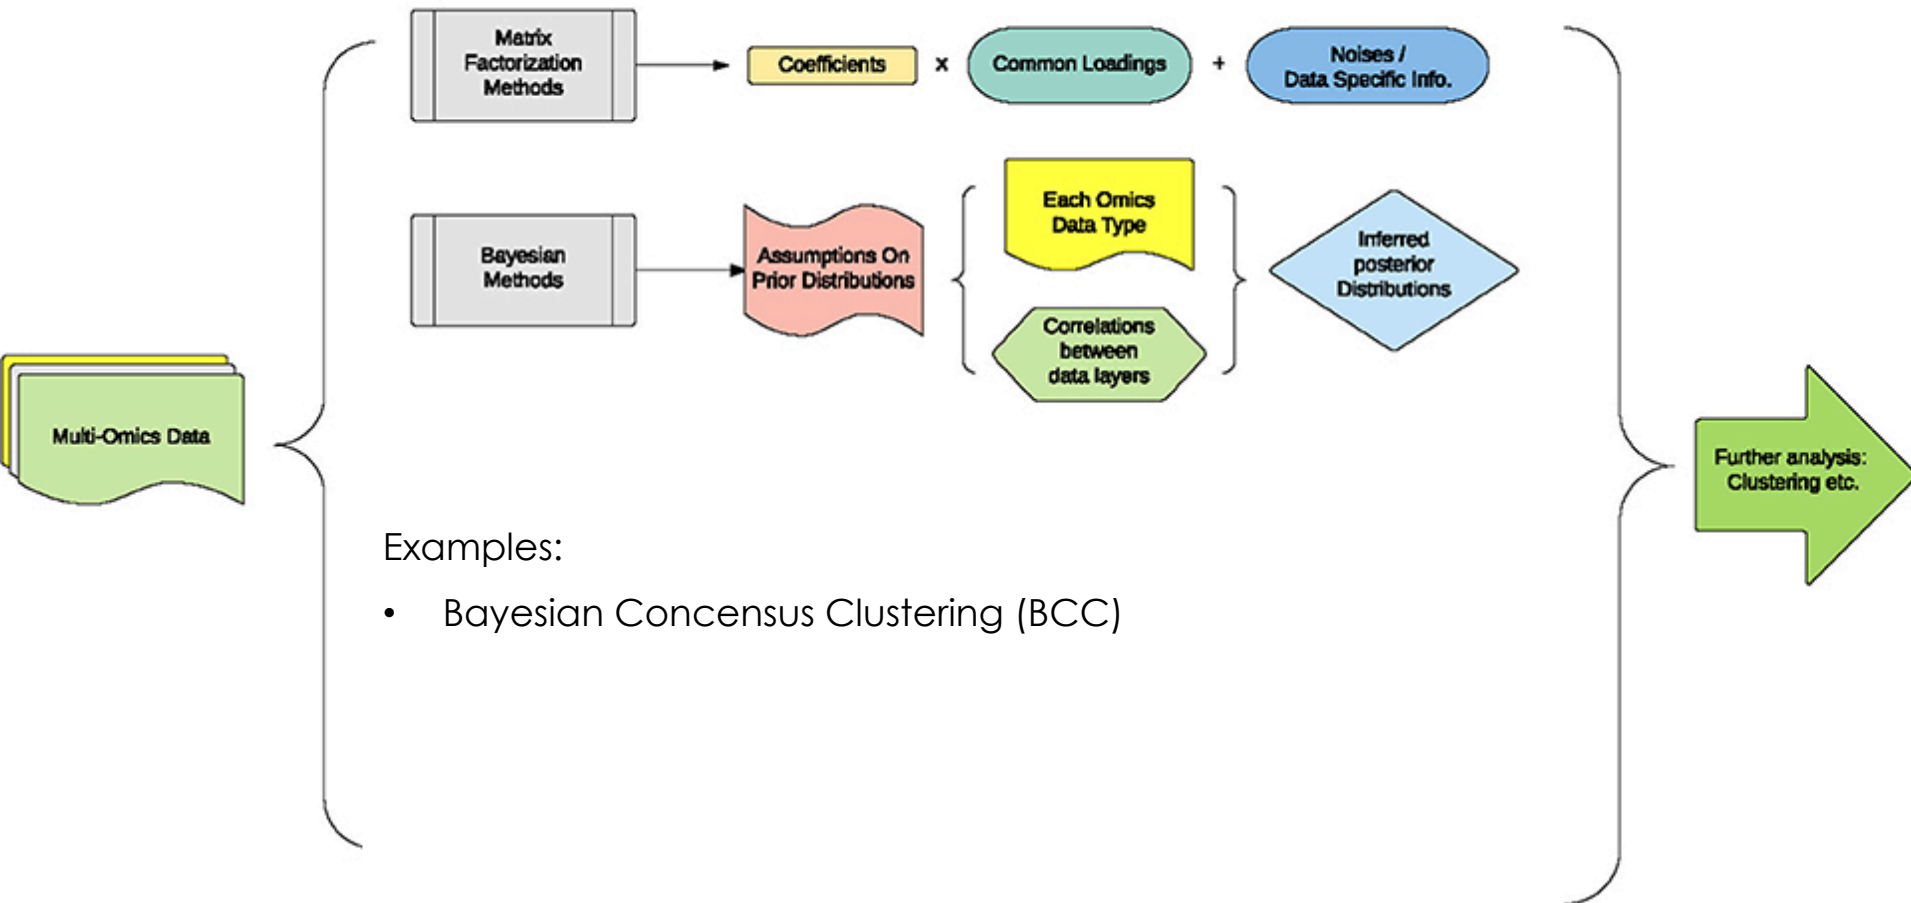 Matrix
Factorization
Methods
Coefficients
x
Common Loadings
+
Noises /
Data Specific Info.
Bayesian
Methods
Assumptions On
Prior Distributions
Each Omics
Data Type
Correlations
between
data layers
Inferred
posterior
Distributions
Multi-Omics Data
Further analysis:
Clustering etc.
Examples:
• Bayesian Concensus Clustering (BCC)